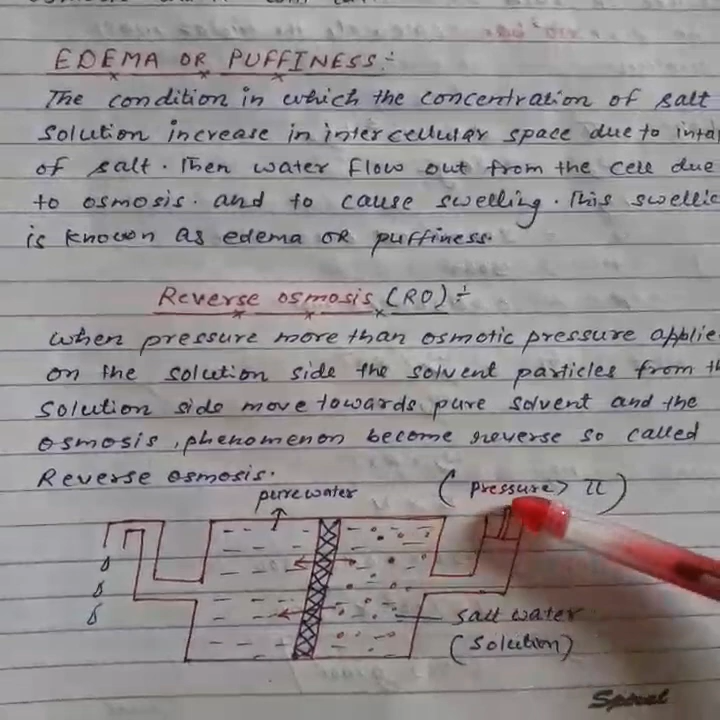 EDEMA OR PUFFINESS:-
The condition in which the concentration of salt
solution increase in intercellular space due to
of salt. Then water flow out from the cell due
to osmosis. and to cause swelling. This
is known as edema OR puffiness.
Reverse osmosis (RO):-
when pressure more than osmotic pressure
on the solution side the solvent particles from
solution side move towards pure solvent and the
osmosis, phenomenon become reverse so called
Reverse osmosis.
pure water
(Pressure > π)
salt water
(solution)
Spiral